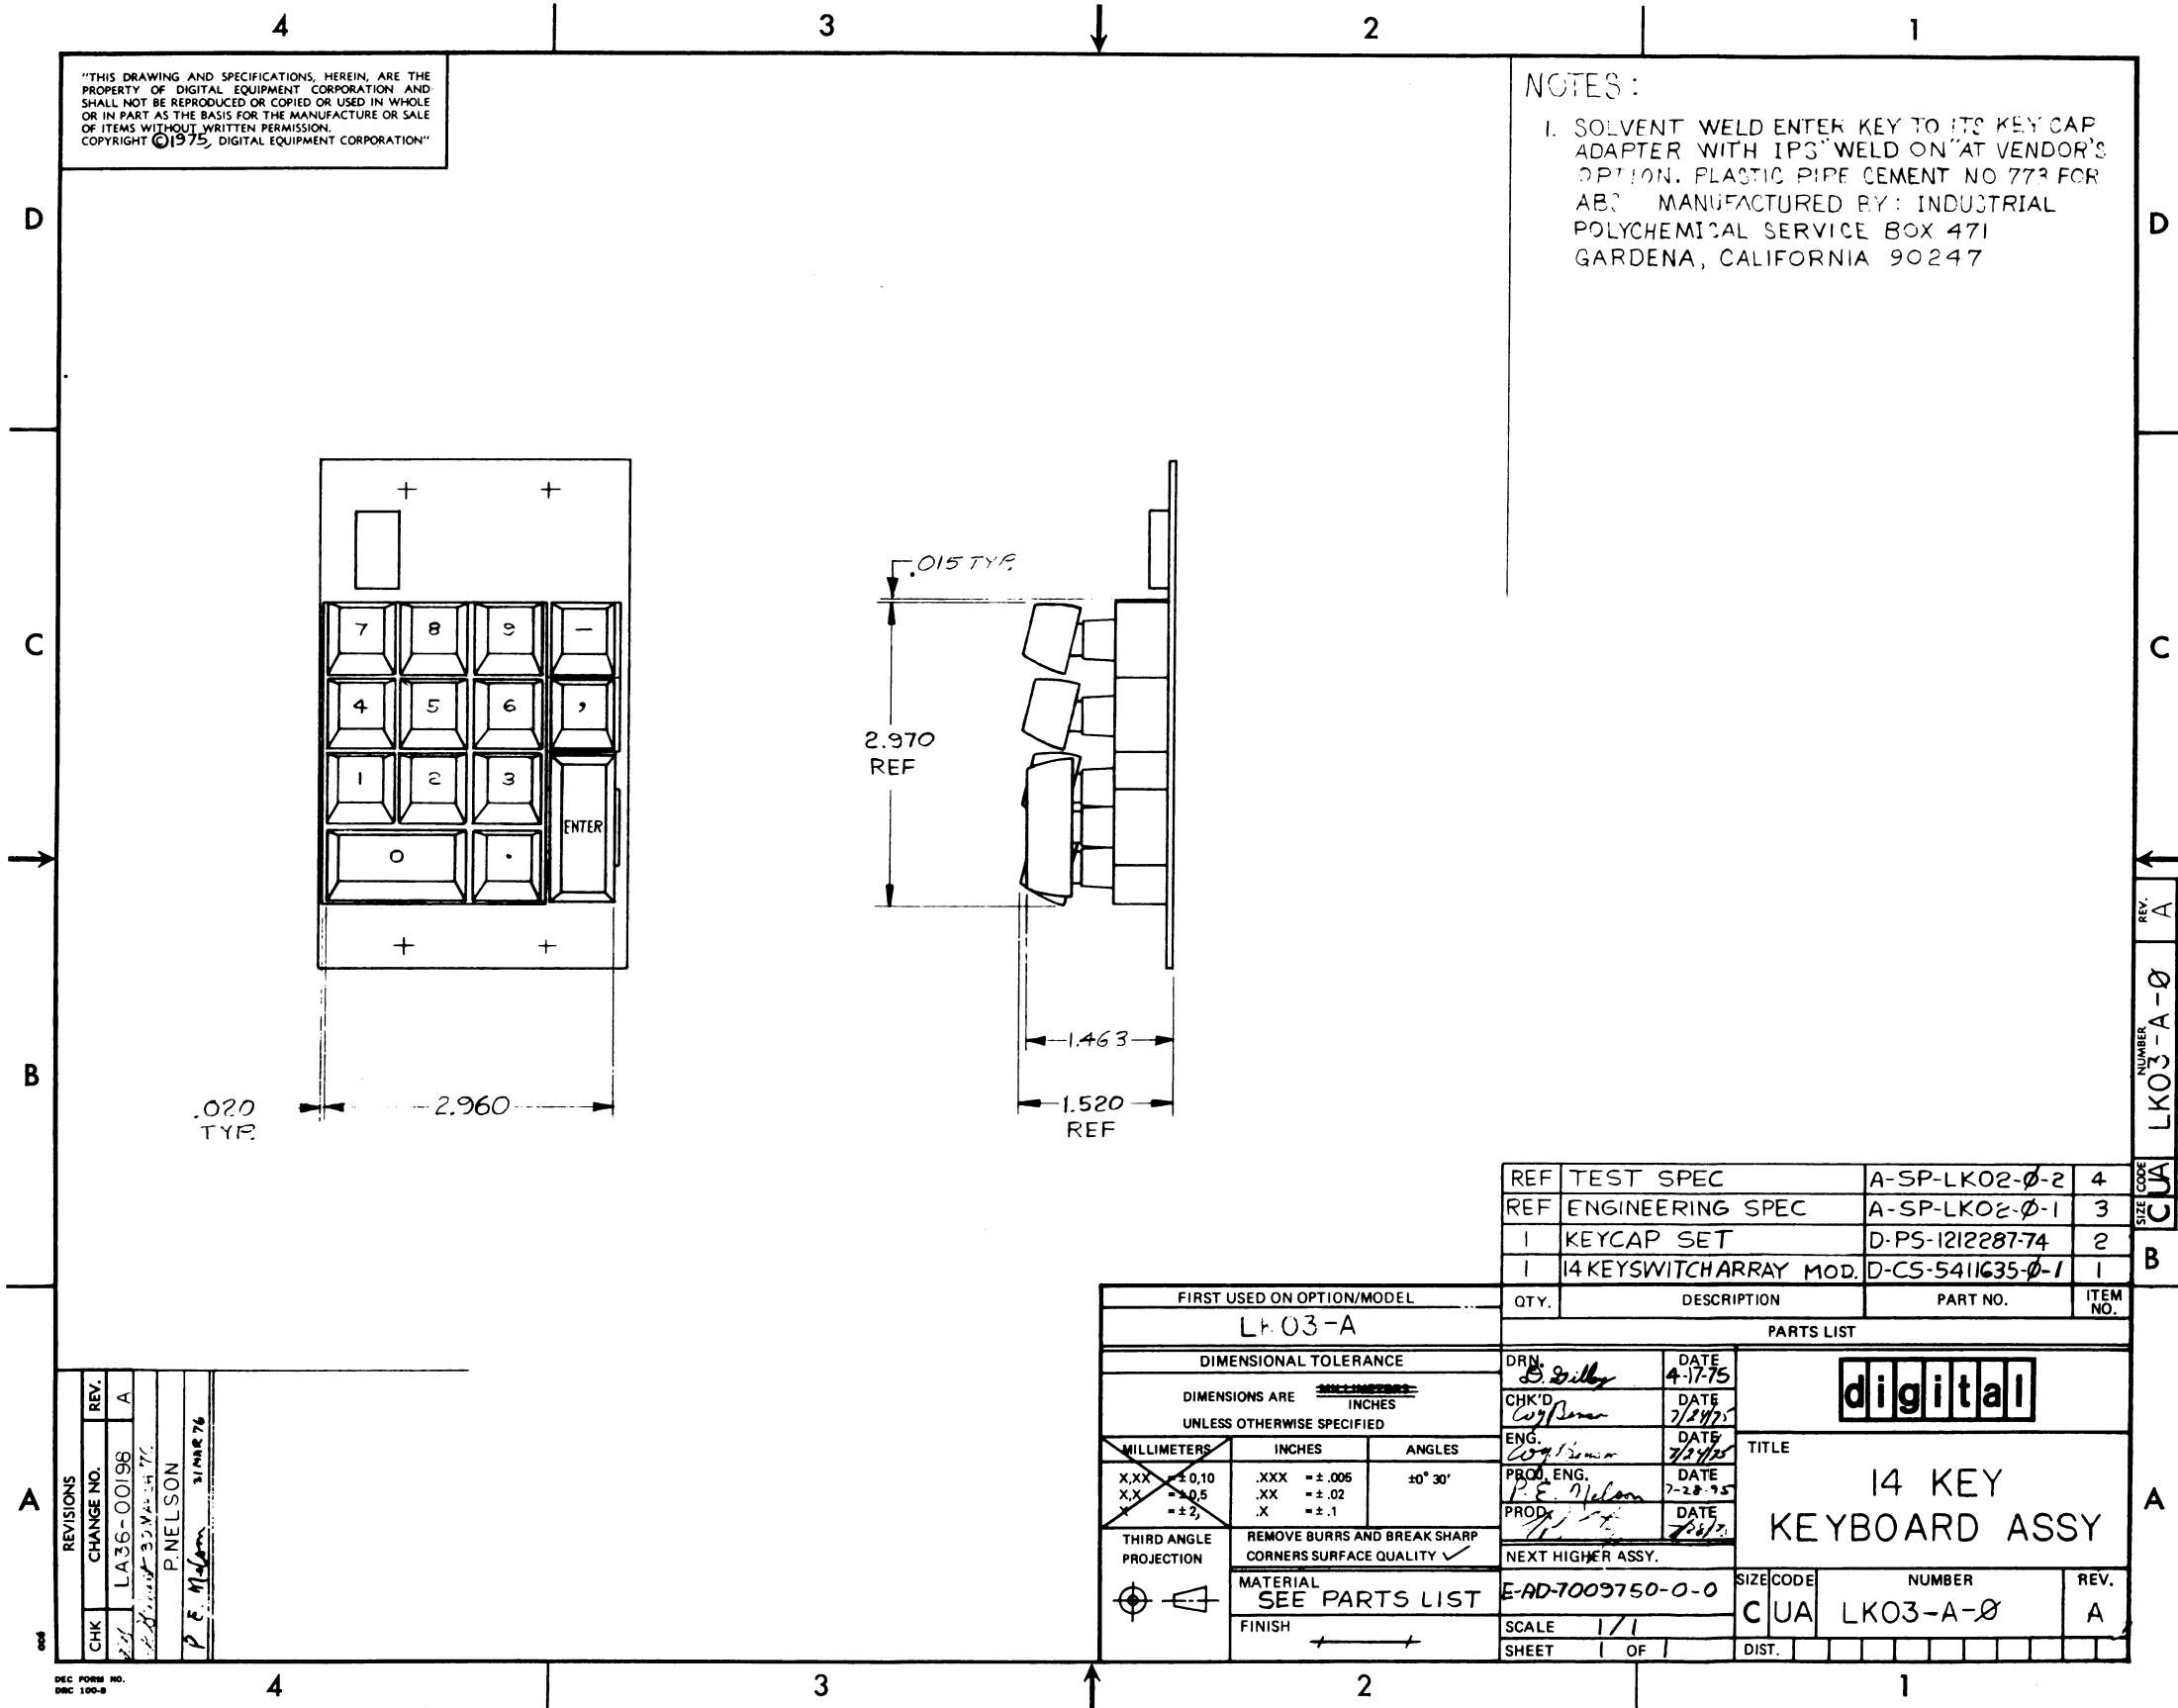 4 3 2 1
"THIS DRAWING AND SPECIFICATIONS, HEREIN, ARE THE
PROPERTY OF DIGITAL EQUIPMENT CORPORATION AND
SHALL NOT BE REPRODUCED OR COPIED OR USED IN WHOLE
OR IN PART AS THE BASIS FOR THE MANUFACTURE OR SALE
OF ITEMS WITHOUT WRITTEN PERMISSION.
COPYRIGHT ©1975, DIGITAL EQUIPMENT CORPORATION"
NOTES:
1. SOLVENT WELD ENTER KEY TO ITS KEY CAP
ADAPTER WITH IPS "WELD ON" AT VENDOR'S
OPTION. PLASTIC PIPE CEMENT NO 773 FOR
ABS MANUFACTURED BY: INDUSTRIAL
POLYCHEMICAL SERVICE BOX 471
GARDENA, CALIFORNIA 90247
D D
C C
B B
A A
7 8 9 —
4 5 6 ,
1 2 3
ENTER
0 .
.015 TYP.
2.970
REF
1.463
1.520
REF
.020
TYP.
2.960
REV. A
NUMBER LK03-A-Ø
SIZE CODE C UA
REF TEST SPEC A-SP-LK02-Ø-2 4
REF ENGINEERING SPEC A-SP-LK02-Ø-1 3
1 KEYCAP SET D-PS-1212287-74 2
1 14 KEYSWITCH ARRAY MOD. D-CS-5411635-Ø-1 1
QTY. DESCRIPTION PART NO. ITEM NO.
PARTS LIST
FIRST USED ON OPTION/MODEL
LK03-A
DIMENSIONAL TOLERANCE
DIMENSIONS ARE MILLIMETERS
INCHES
UNLESS OTHERWISE SPECIFIED
MILLIMETERS INCHES ANGLES
X,XX = ± 0,10 .XXX = ± .005 ±0° 30'
X,X = ± 0,5 .XX = ± .02
X = ± 2, .X = ± .1
THIRD ANGLE
PROJECTION
REMOVE BURRS AND BREAK SHARP
CORNERS SURFACE QUALITY ✓
MATERIAL
SEE PARTS LIST
FINISH
DRN. DATE
4-17-75
CHK'D DATE
7/24/75
ENG. DATE
7/24/75
PROJ. ENG. DATE
P. E. Nelson
PROD. DATE
NEXT HIGHER ASSY.
E-AD-7009750-0-0
SCALE 1/1
SHEET 1 OF 1
digital
TITLE
14 KEY
KEYBOARD ASSY
SIZE CODE NUMBER REV.
C UA LK03-A-Ø A
DIST.
REVISIONS
CHK CHANGE NO. REV.
LA36-00198 A
P. NELSON
P. E. Nelson 31 MAR 76
DEC FORM NO.
DRC 100-B
4 3 2 1